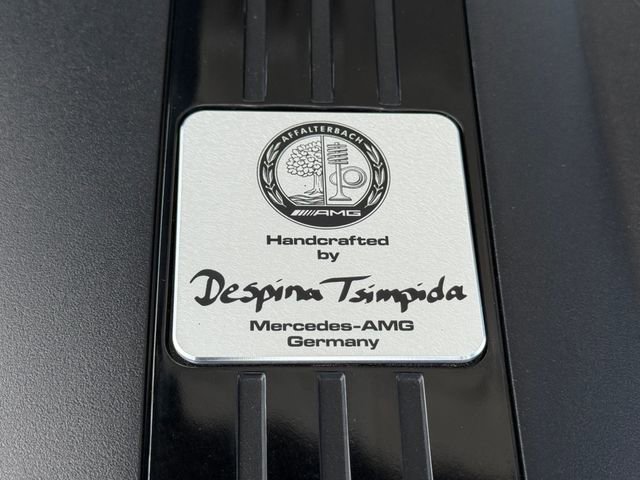 AFFALTERBACH
AMG
Handcrafted
by
Despina Tsimpida
Mercedes-AMG
Germany